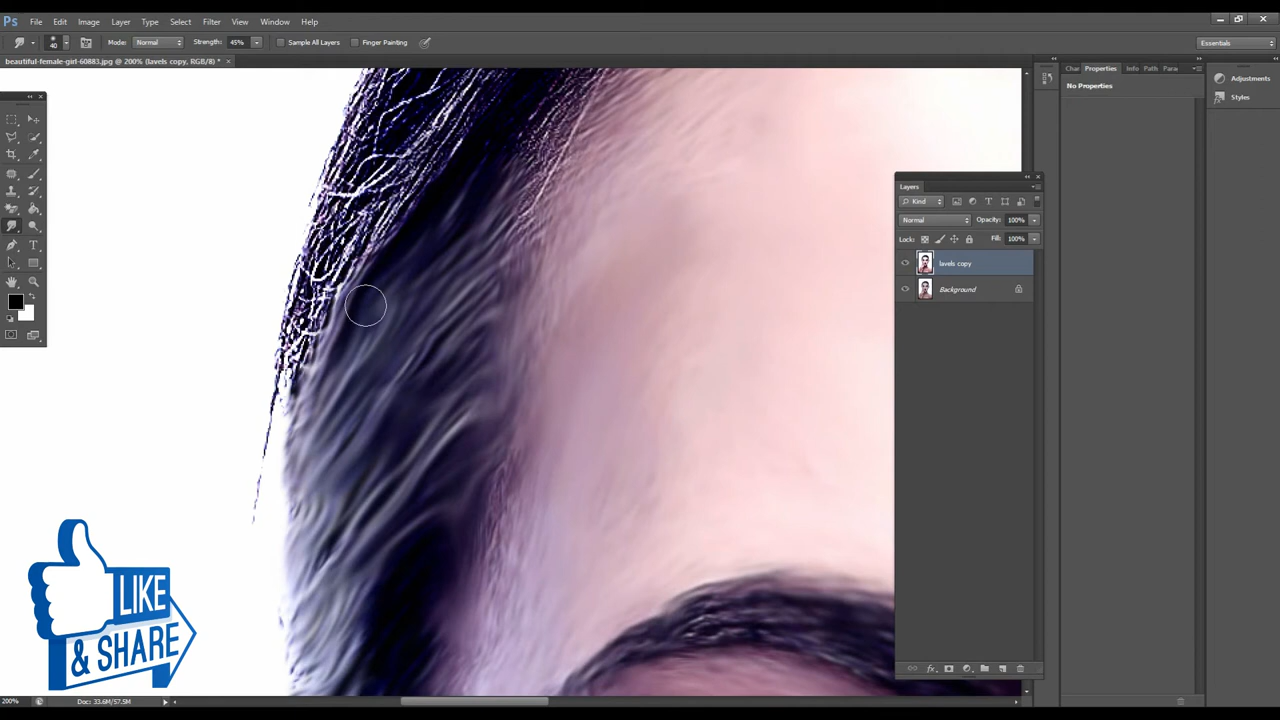 Ps File Edit Image Layer Type Select Filter View Window Help
40 Mode: Normal Strength: 45% Sample All Layers Finger Painting Essentials
beautiful-female-girl-60883.jpg @ 200% (lavels copy, RGB/8) * ×
Char Properties Info Path Para
No Properties
Adjustments
Styles
Layers
Kind
Normal Opacity: 100%
Lock: Fill: 100%
lavels copy
Background
LIKE
& SHARE
200% Doc: 33.6M/57.5M